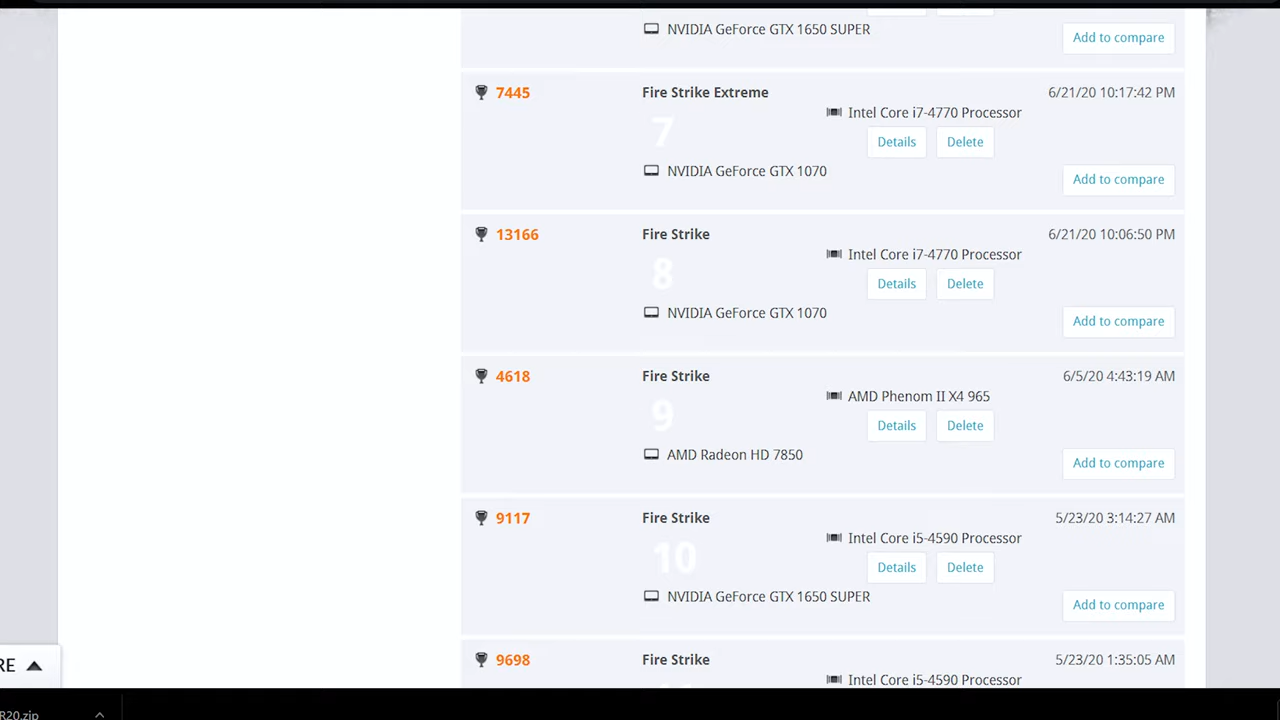 NVIDIA GeForce GTX 1650 SUPER
Add to compare
7445 Fire Strike Extreme 6/21/20 10:17:42 PM
Intel Core i7-4770 Processor
7
Details Delete
NVIDIA GeForce GTX 1070
Add to compare
13166 Fire Strike 6/21/20 10:06:50 PM
Intel Core i7-4770 Processor
8
Details Delete
NVIDIA GeForce GTX 1070
Add to compare
4618 Fire Strike 6/5/20 4:43:19 AM
AMD Phenom II X4 965
9
Details Delete
AMD Radeon HD 7850
Add to compare
9117 Fire Strike 5/23/20 3:14:27 AM
Intel Core i5-4590 Processor
10
Details Delete
NVIDIA GeForce GTX 1650 SUPER
Add to compare
9698 Fire Strike 5/23/20 1:35:05 AM
RE
Intel Core i5-4590 Processor
R20.zip